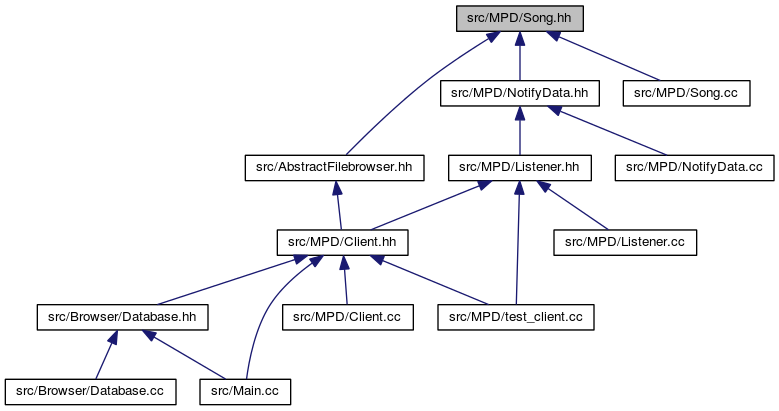 src/MPD/Song.hh
src/MPD/NotifyData.hh
src/MPD/Song.cc
src/AbstractFilebrowser.hh
src/MPD/Listener.hh
src/MPD/NotifyData.cc
src/MPD/Client.hh
src/MPD/Listener.cc
src/Browser/Database.hh
src/MPD/Client.cc
src/MPD/test_client.cc
src/Browser/Database.cc
src/Main.cc